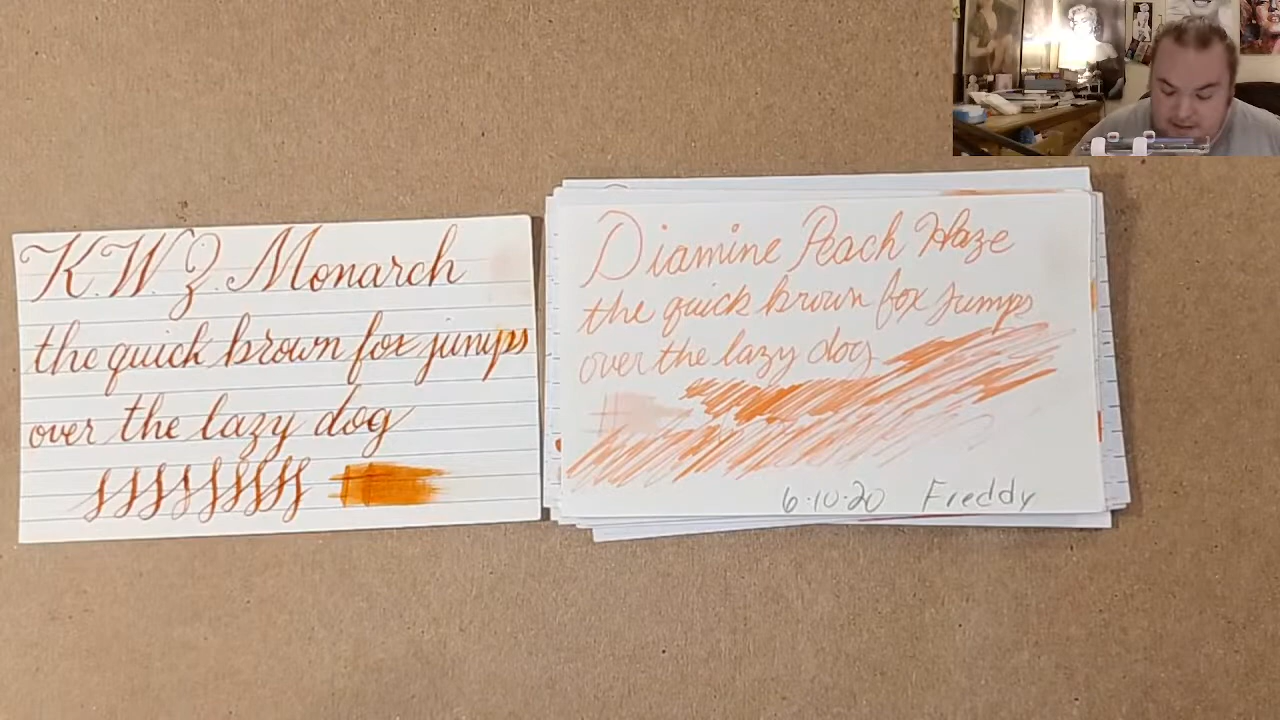 K.W.Z. Monarch
the quick brown fox jumps
over the lazy dog
Diamine Peach Haze
the quick brown fox jumps
over the lazy dog
6·10·20 Freddy